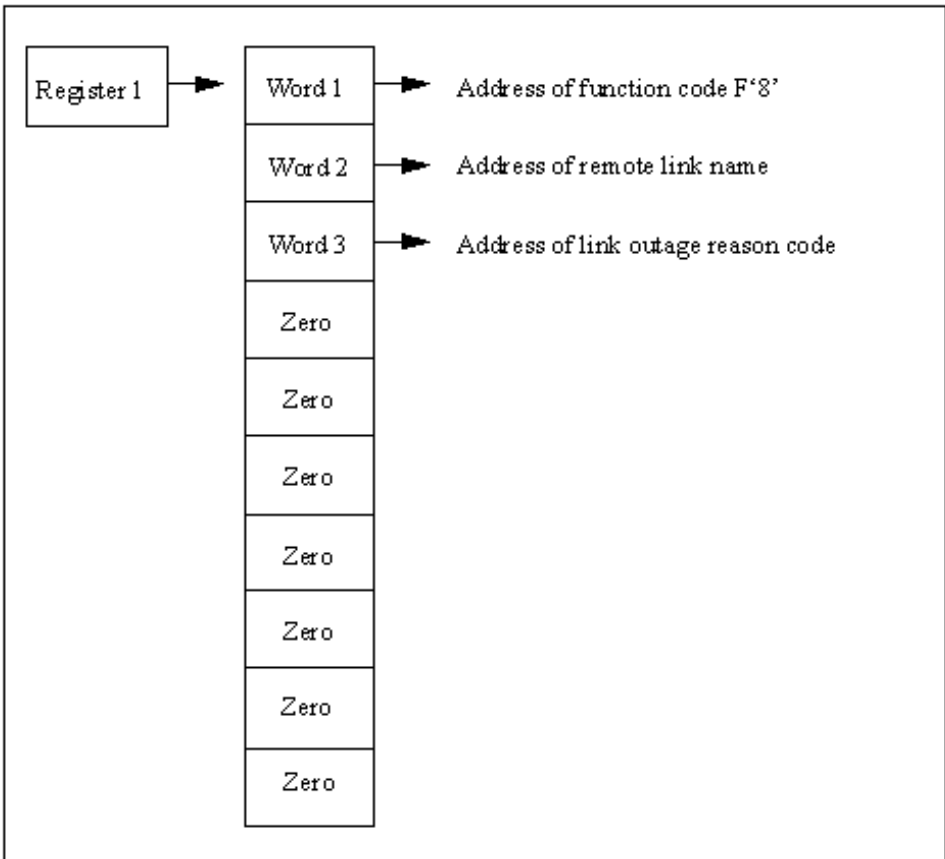 Register 1
Word 1
Address of function code F‘8’
Word 2
Address of remote link name
Word 3
Address of link outage reason code
Zero
Zero
Zero
Zero
Zero
Zero
Zero